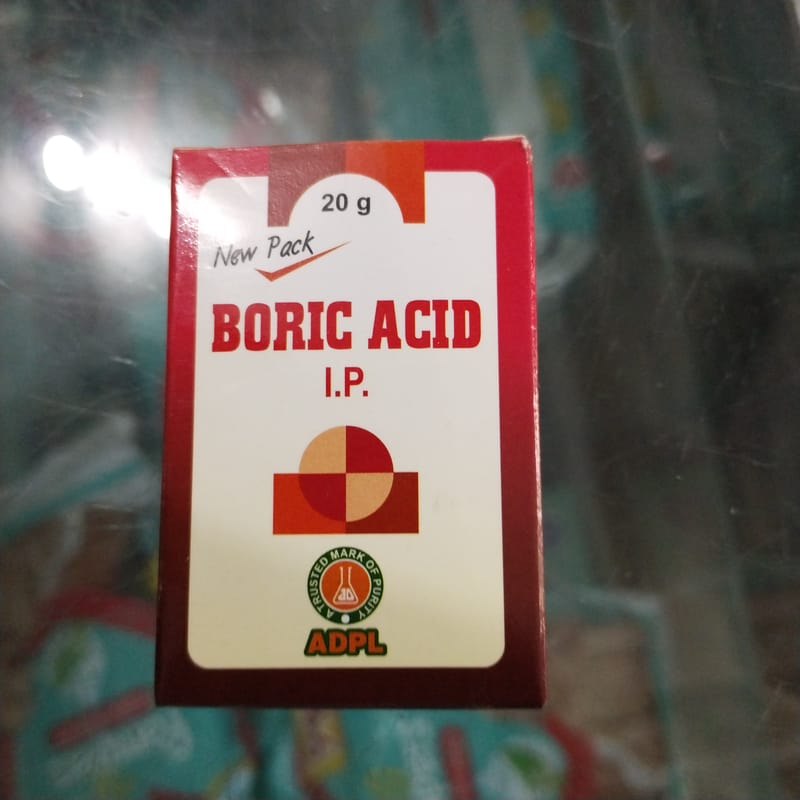 20 g
New Pack
BORIC ACID
I.P.
A TRUSTED MARK OF PURITY
ADPL